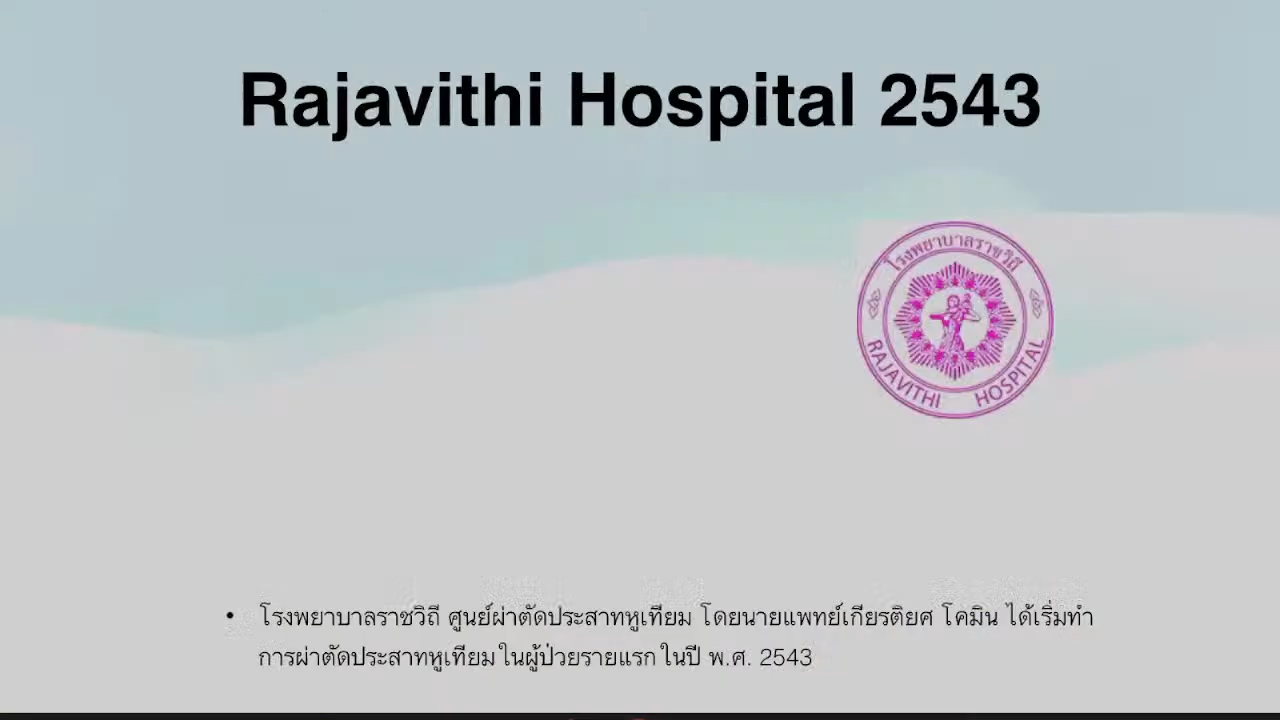 Rajavithi Hospital 2543
โรงพยาบาลราชวิถี
RAJAVITHI HOSPITAL
• โรงพยาบาลราชวิถี ศูนย์ผ่าตัดประสาทหูเทียม โดยนายแพทย์เกียรติยศ โคมิน ได้เริ่มทำ
การผ่าตัดประสาทหูเทียมในผู้ป่วยรายแรกในปี พ.ศ. 2543